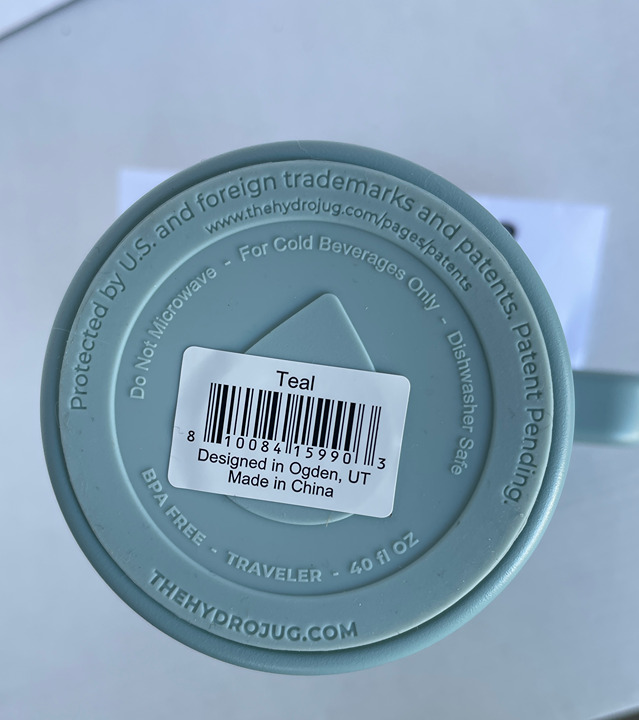 Protected by U.S. and foreign trademarks and patents. Patent Pending.
www.thehydrojug.com/pages/patents
Do Not Microwave - For Cold Beverages Only - Dishwasher Safe
Teal
8 10084 15990 3
Designed in Ogden, UT
Made in China
BPA FREE - TRAVELER - 40 fl OZ
THEHYDROJUG.COM